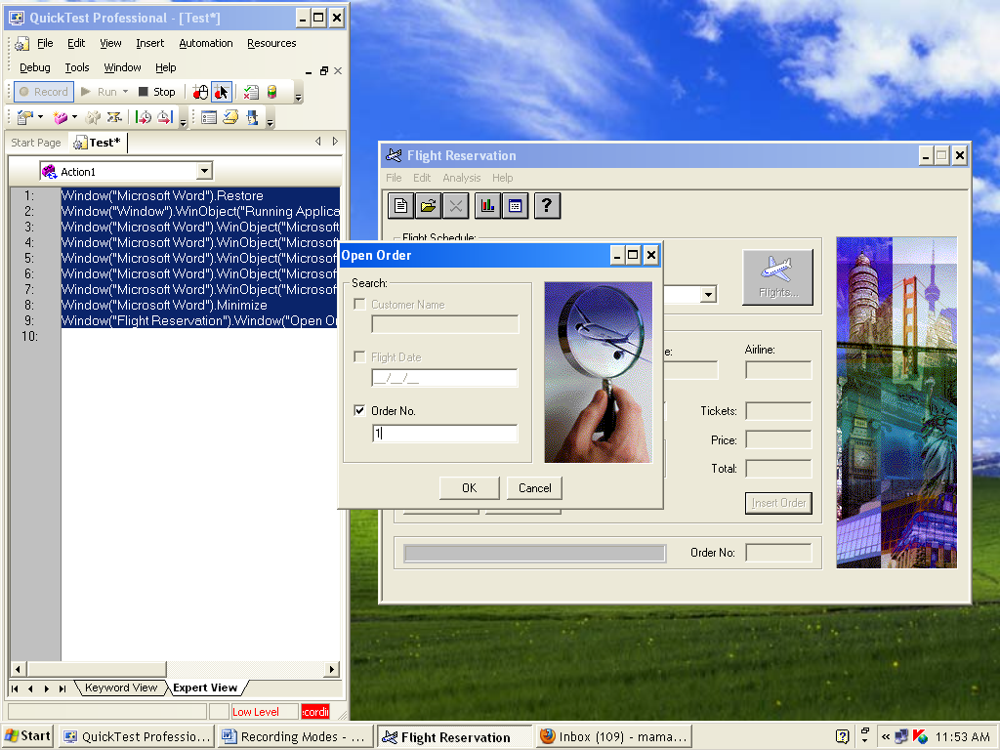 QuickTest Professional - [Test*]
File Edit View Insert Automation Resources
Debug Tools Window Help
Record Run Stop
Start Page Test*
Action1
1: Window("Microsoft Word").Restore
2: Window("Window").WinObject("Running Applica
3: Window("Microsoft Word").WinObject("Microsoft
4: Window("Microsoft Word").WinObject("Microsoft
5: Window("Microsoft Word").WinObject("Microsof
6: Window("Microsoft Word").WinObject("Microsof
7: Window("Microsoft Word").WinObject("Microsof
8: Window("Microsoft Word").Minimize
9: Window("Flight Reservation").Window("Open Or
10:
Keyword View Expert View
Low Level cordi
Flight Reservation
File Edit Analysis Help
Flight Schedule:
Flights...
e: Airline:
Tickets:
Price:
Total:
Insert Order
Order No:
Open Order
Search:
Customer Name
Flight Date
__/__/__
Order No.
1
OK Cancel
Start QuickTest Professio... Recording Modes - ... Flight Reservation Inbox (109) - mama... 11:53 AM